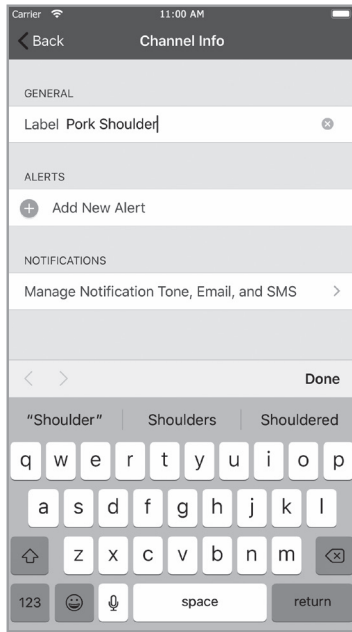 Carrier 11:00 AM
Back Channel Info
GENERAL
Label Pork Shoulder
ALERTS
Add New Alert
NOTIFICATIONS
Manage Notification Tone, Email, and SMS
Done
“Shoulder” Shoulders Shouldered
q w e r t y u i o p
a s d f g h j k l
z x c v b n m
123 space return